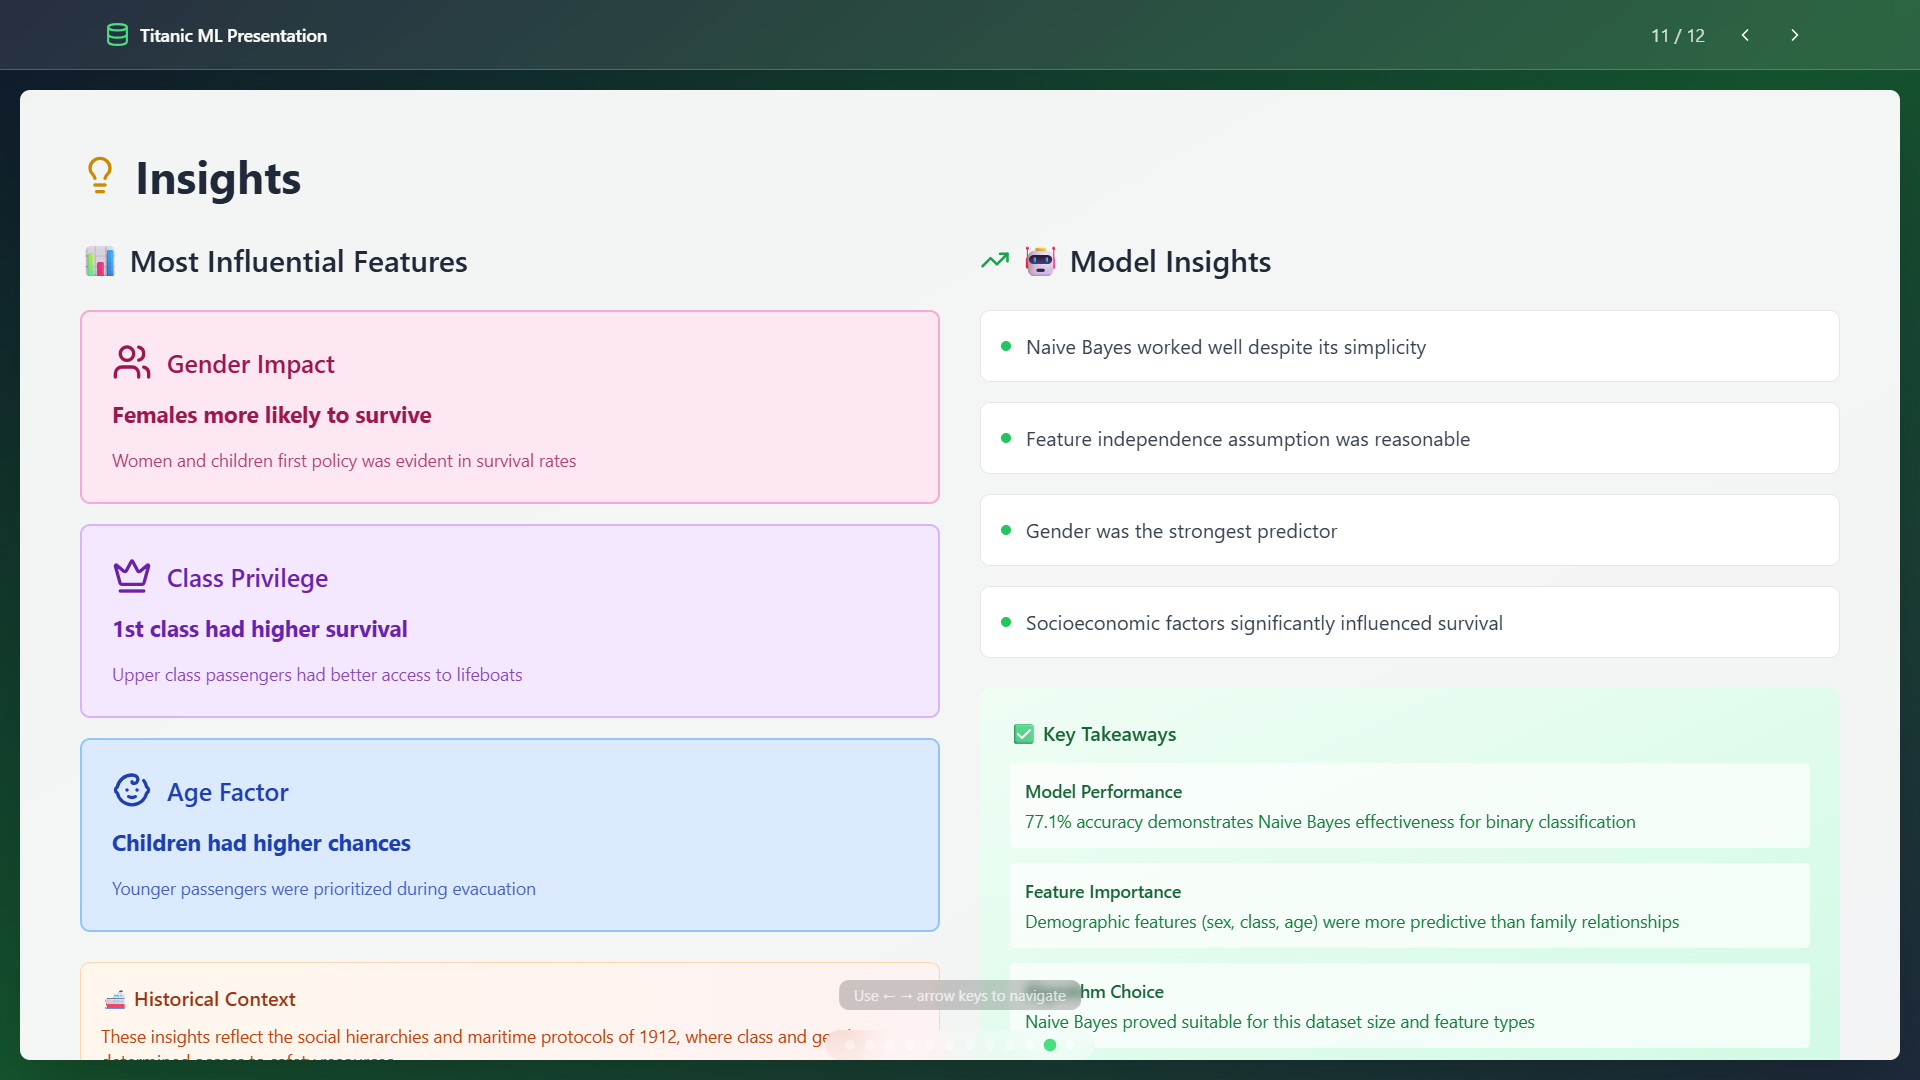 Titanic ML Presentation
11 / 12
Insights
Most Influential Features
Gender Impact
Females more likely to survive
Women and children first policy was evident in survival rates
Class Privilege
1st class had higher survival
Upper class passengers had better access to lifeboats
Age Factor
Children had higher chances
Younger passengers were prioritized during evacuation
Historical Context
These insights reflect the social hierarchies and maritime protocols of 1912, where class and
Model Insights
Naive Bayes worked well despite its simplicity
Feature independence assumption was reasonable
Gender was the strongest predictor
Socioeconomic factors significantly influenced survival
Key Takeaways
Model Performance
77.1% accuracy demonstrates Naive Bayes effectiveness for binary classification
Feature Importance
Demographic features (sex, class, age) were more predictive than family relationships
Choice
Naive Bayes proved suitable for this dataset size and feature types
Use ← → arrow keys to navigate